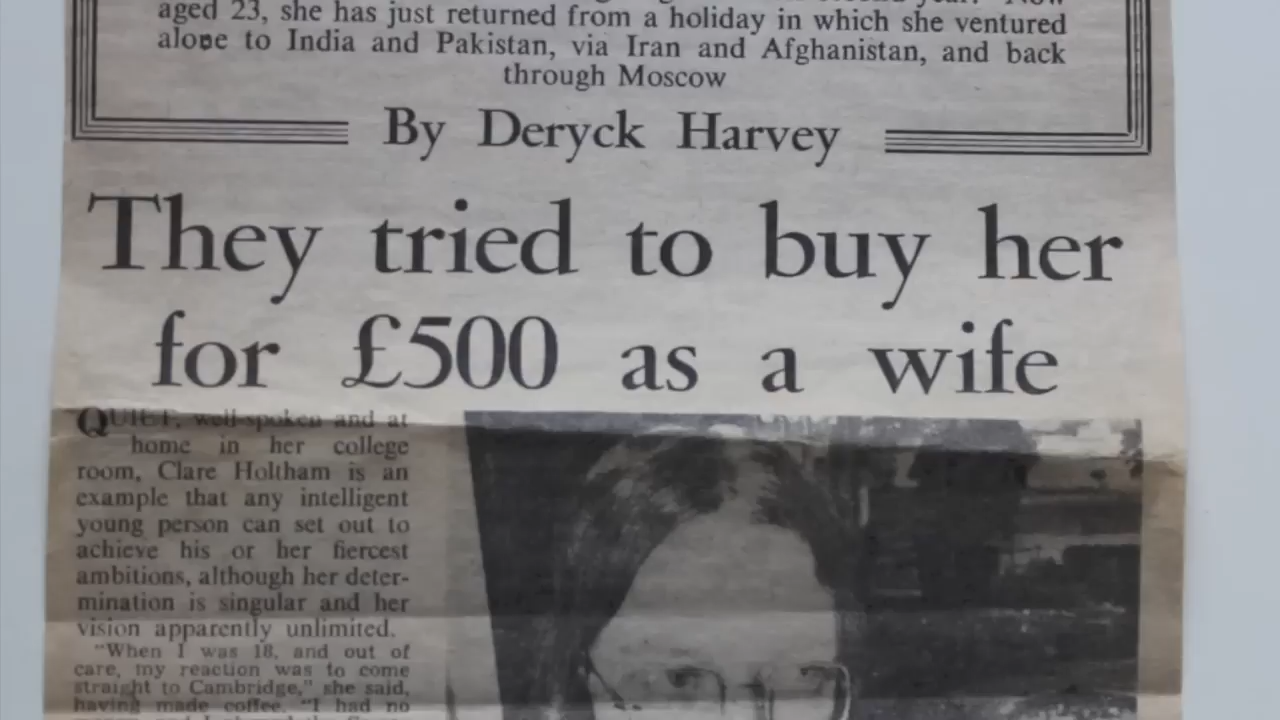 aged 23, she has just returned from a holiday in which she ventured
alone to India and Pakistan, via Iran and Afghanistan, and back
through Moscow
By Deryck Harvey
They tried to buy her
for £500 as a wife
QUIET, well-spoken and at
home in her college
room, Clare Holtham is an
example that any intelligent
young person can set out to
achieve his or her fiercest
ambitions, although her deter-
mination is singular and her
vision apparently unlimited.
"When I was 18, and out of
care, my reaction was to come
straight to Cambridge," she said,
having made coffee. "I had no